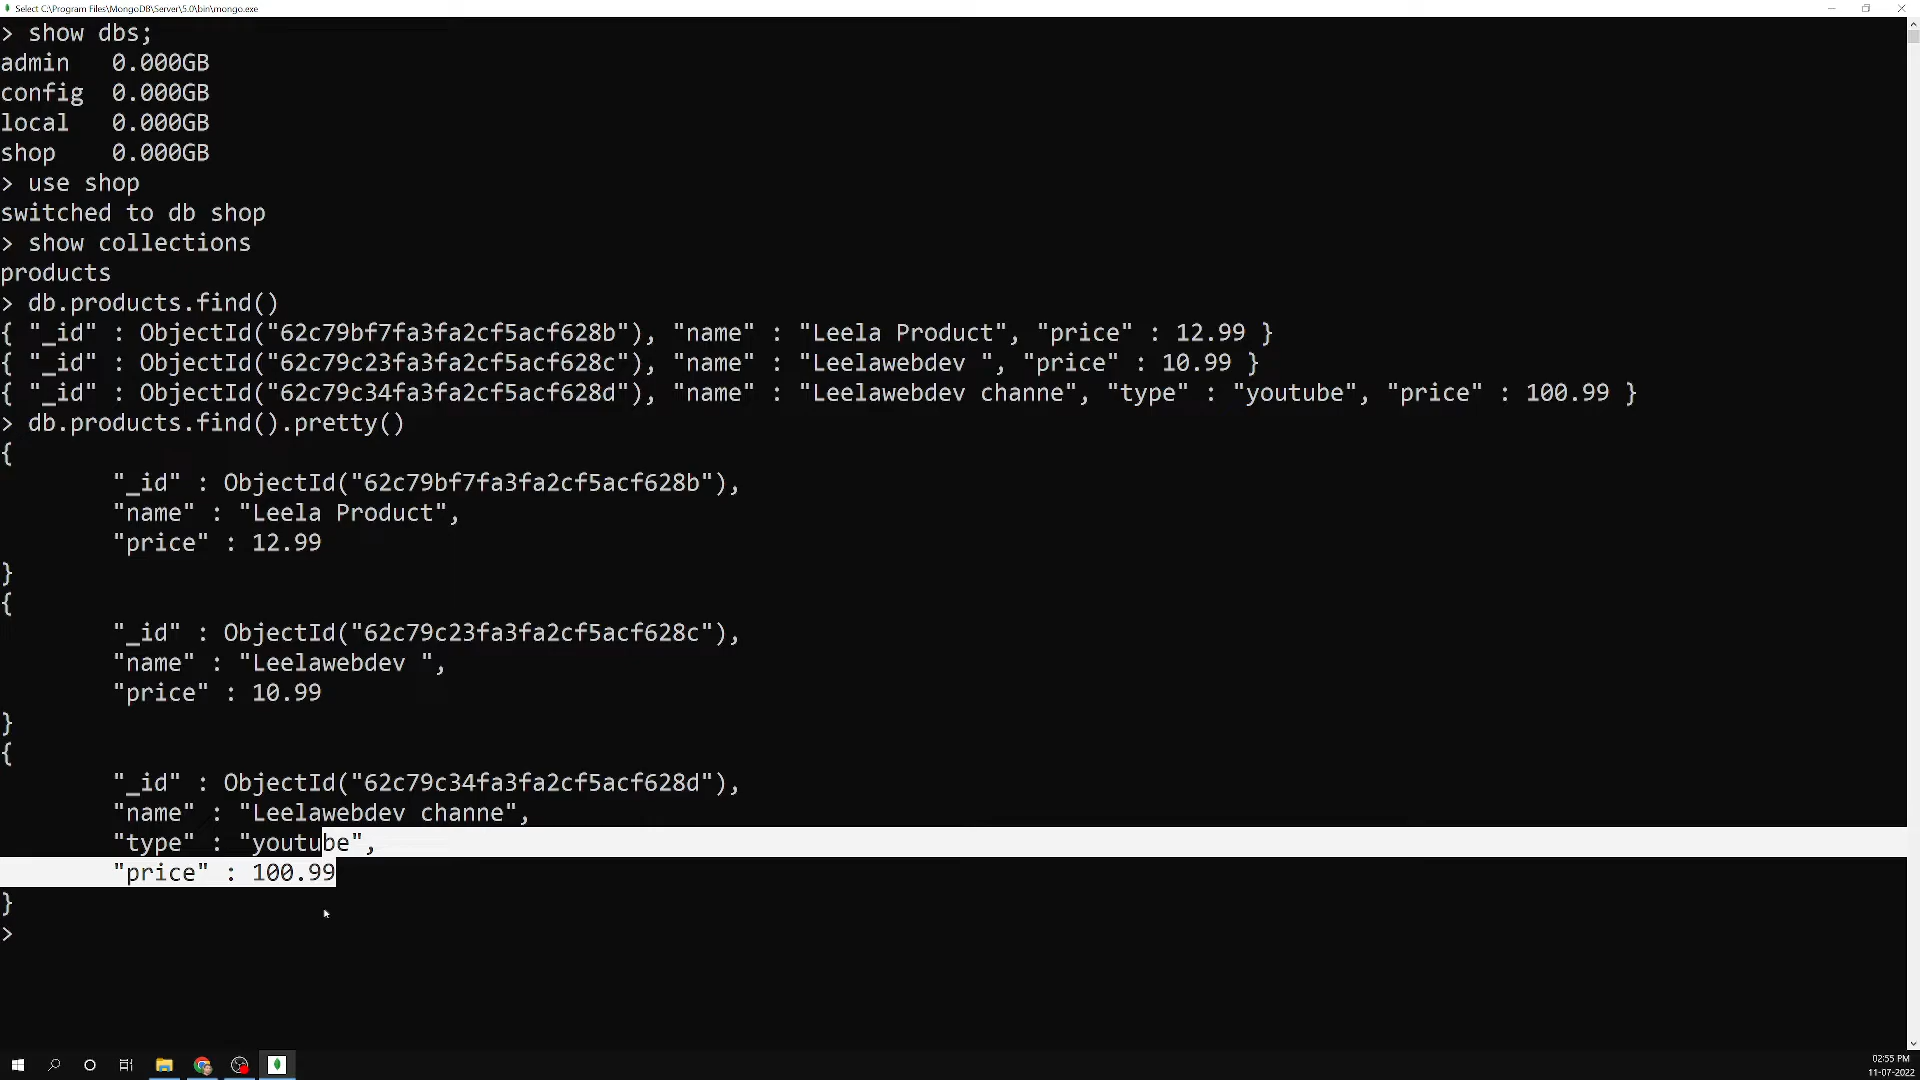 Select C:\Program Files\MongoDB\Server\5.0\bin\mongo.exe
> show dbs;
admin   0.000GB
config  0.000GB
local   0.000GB
shop    0.000GB
> use shop
switched to db shop
> show collections
products
> db.products.find()
{ "_id" : ObjectId("62c79bf7fa3fa2cf5acf628b"), "name" : "Leela Product", "price" : 12.99 }
{ "_id" : ObjectId("62c79c23fa3fa2cf5acf628c"), "name" : "Leelawebdev ", "price" : 10.99 }
{ "_id" : ObjectId("62c79c34fa3fa2cf5acf628d"), "name" : "Leelawebdev channe", "type" : "youtube", "price" : 100.99 }
> db.products.find().pretty()
{
        "_id" : ObjectId("62c79bf7fa3fa2cf5acf628b"),
        "name" : "Leela Product",
        "price" : 12.99
}
{
        "_id" : ObjectId("62c79c23fa3fa2cf5acf628c"),
        "name" : "Leelawebdev ",
        "price" : 10.99
}
{
        "_id" : ObjectId("62c79c34fa3fa2cf5acf628d"),
        "name" : "Leelawebdev channe",
        "type" : "youtube",
        "price" : 100.99
}
>
02:55 PM
11-07-2022